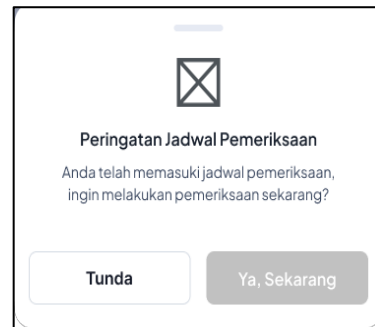 Peringatan Jadwal Pemeriksaan
Anda telah memasuki jadwal pemeriksaan,
ingin melakukan pemeriksaan sekarang?
Tunda
Ya, Sekarang